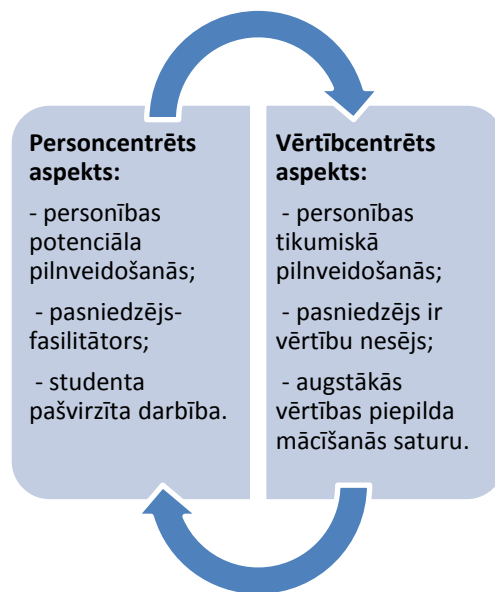 Personcentrēts
aspekts:
- personības
potenciāla
pilnveidošanās;
- pasniedzējs-
fasilitātors;
- studenta
pašvirzīta darbība.
Vērtībcentrēts
aspekts:
- personības
tikumiskā
pilnveidošanās;
- pasniedzējs ir
vērtību nesējs;
- augstākās
vērtības piepilda
mācīšanās saturu.